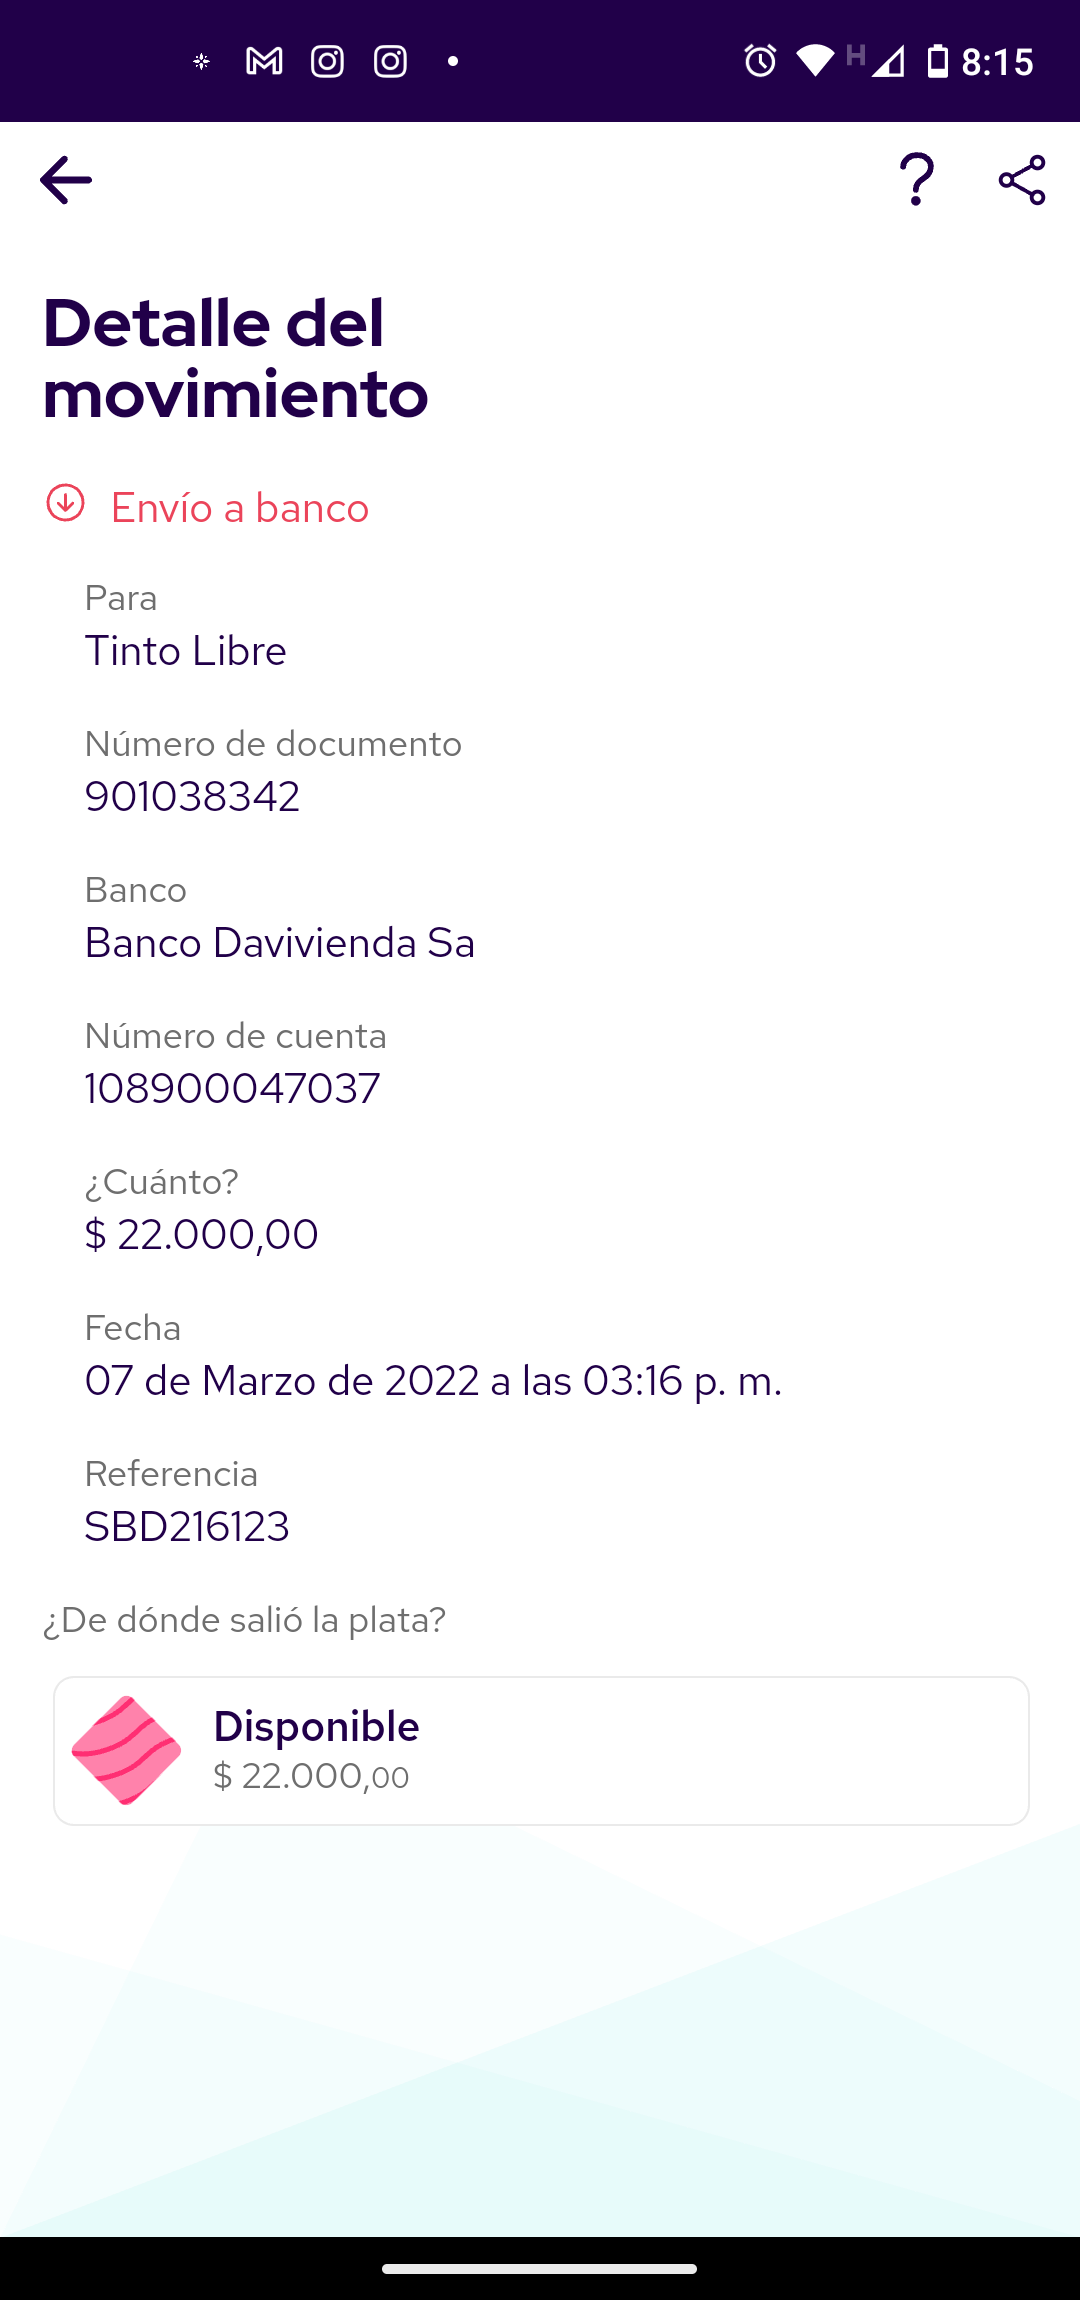 8:15
Detalle del
movimiento
Envío a banco
Para
Tinto Libre
Número de documento
901038342
Banco
Banco Davivienda Sa
Número de cuenta
108900047037
¿Cuánto?
$ 22.000,00
Fecha
07 de Marzo de 2022 a las 03:16 p. m.
Referencia
SBD216123
¿De dónde salió la plata?
Disponible
$ 22.000,00